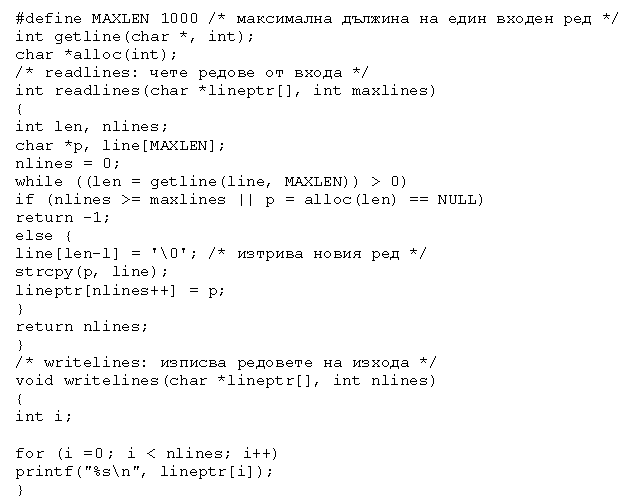 #define MAXLEN 1000 /* максимална дължина на един входен ред */
int getline(char *, int);
char *alloc(int);
/* readlines: чете редове от входа */
int readlines(char *lineptr[], int maxlines)
{
int len, nlines;
char *p, line[MAXLEN];
nlines = 0;
while ((len = getline(line, MAXLEN)) > 0)
if (nlines >= maxlines || p = alloc(len) == NULL)
return -1;
else {
line[len-l] = '\0'; /* изтрива новия ред */
strcpy(p, line);
lineptr[nlines++] = p;
}
return nlines;
}
/* writelines: изписва редовете на изхода */
void writelines(char *lineptr[], int nlines)
{
int i;
for (i =0; i < nlines; i++)
printf("%s\n", lineptr[i]);
}